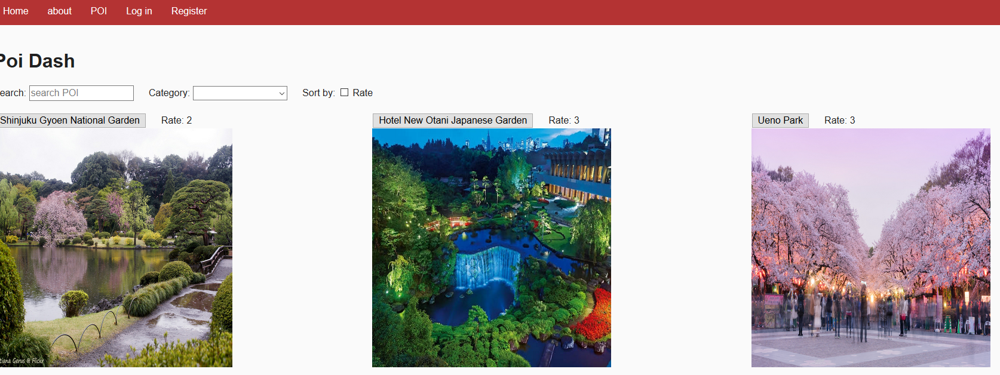 Home about POI Log in Register
Poi Dash
earch: search POI Category: Sort by: Rate
Shinjuku Gyoen National Garden Rate: 2 Hotel New Otani Japanese Garden Rate: 3 Ueno Park Rate: 3
tiana Gerus @ Flickr